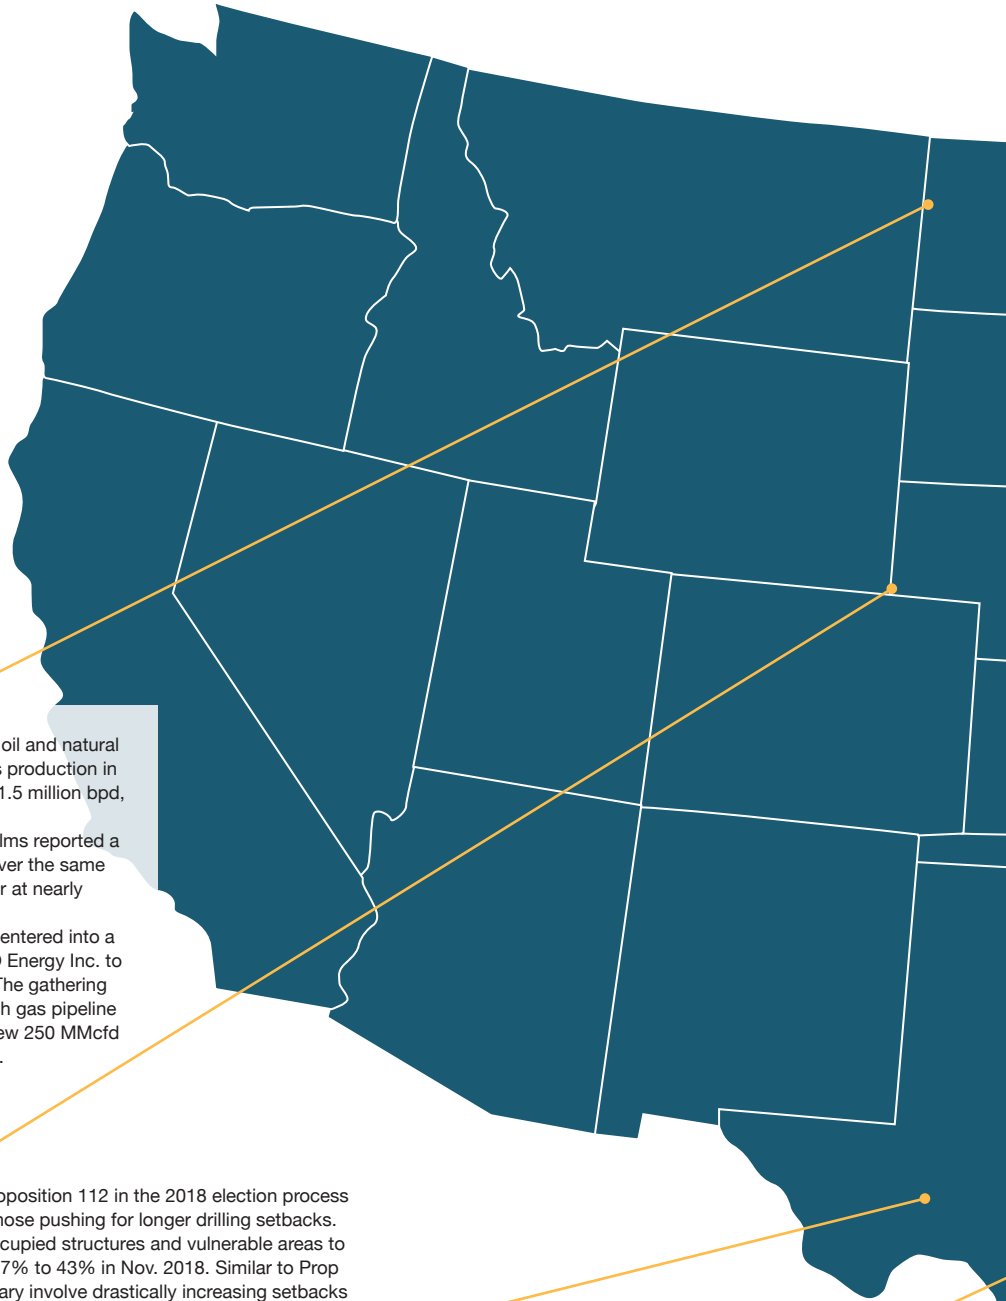 oil and natural
production in
1.5 million bpd,
reported a
ver the same
r at nearly
entered into a
Energy Inc. to
The gathering
h gas pipeline
ew 250 MMcfd
.
oposition 112 in the 2018 election process
hose pushing for longer drilling setbacks.
cupied structures and vulnerable areas to
7% to 43% in Nov. 2018. Similar to Prop
ary involve drastically increasing setbacks